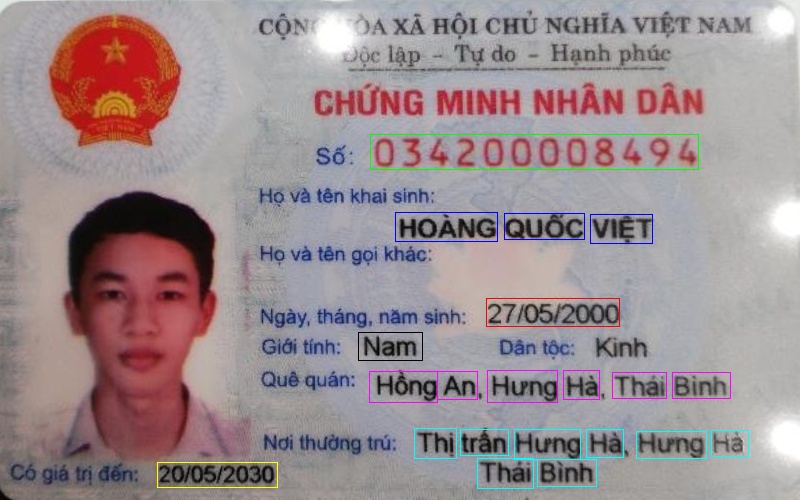 CỘNG HÒA XÃ HỘI CHỦ NGHĨA VIỆT NAM
Độc lập - Tự do - Hạnh phúc
CHỨNG MINH NHÂN DÂN
Số: 034200008494
Họ và tên khai sinh:
HOÀNG QUỐC VIỆT
Họ và tên gọi khác:
Ngày, tháng, năm sinh: 27/05/2000
Giới tính: Nam Dân tộc: Kinh
Quê quán: Hồng An, Hưng Hà, Thái Bình
Nơi thường trú: Thị trấn Hưng Hà, Hưng Hà
Thái Bình
Có giá trị đến: 20/05/2030